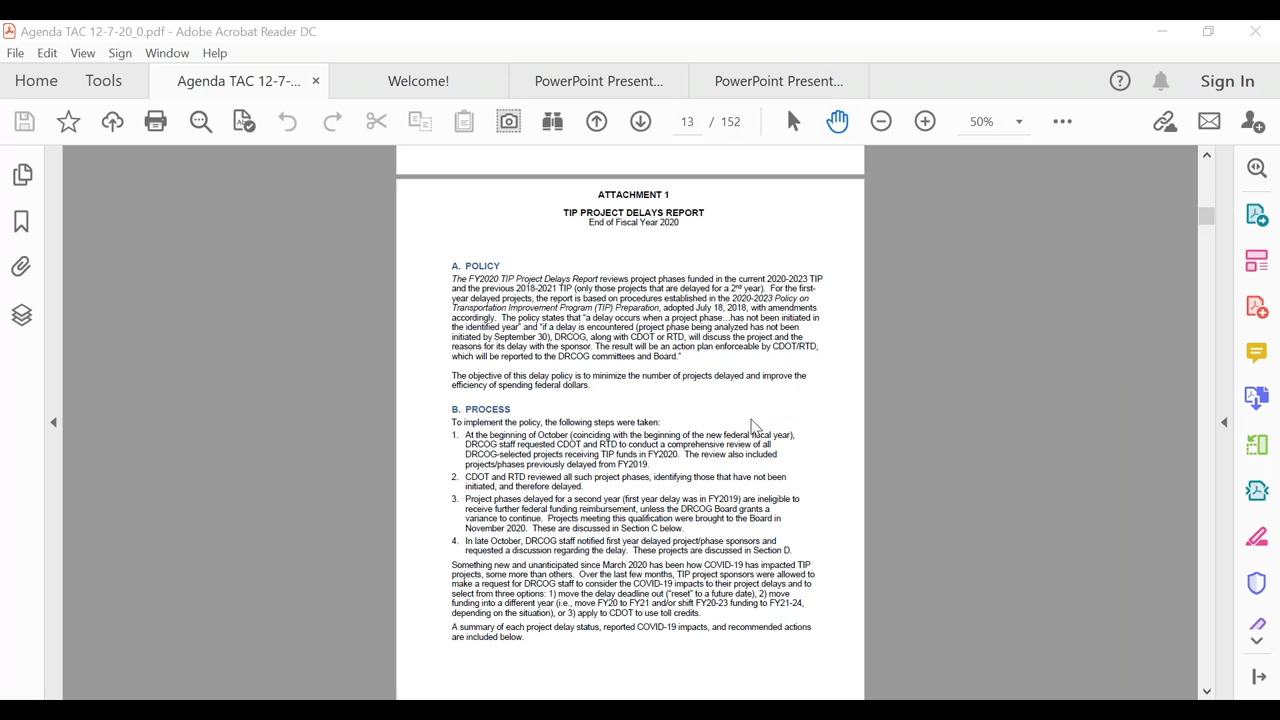 Agenda TAC 12-7-20_0.pdf - Adobe Acrobat Reader DC
File Edit View Sign Window Help
Home Tools Agenda TAC 12-7-... × Welcome! PowerPoint Present... PowerPoint Present... Sign In
13 / 152 50%
ATTACHMENT 1
TIP PROJECT DELAYS REPORT
End of Fiscal Year 2020
A. POLICY
The FY2020 TIP Project Delays Report reviews project phases funded in the current 2020-2023 TIP
and the previous 2018-2021 TIP (only those projects that are delayed for a 2nd year). For the first-
year delayed projects, the report is based on procedures established in the 2020-2023 Policy on
Transportation Improvement Program (TIP) Preparation, adopted July 18, 2018, with amendments
accordingly. The policy states that "a delay occurs when a project phase...has not been initiated in
the identified year" and "if a delay is encountered (project phase being analyzed has not been
initiated by September 30), DRCOG, along with CDOT or RTD, will discuss the project and the
reasons for its delay with the sponsor. The result will be an action plan enforceable by CDOT/RTD,
which will be reported to the DRCOG committees and Board."
The objective of this delay policy is to minimize the number of projects delayed and improve the
efficiency of spending federal dollars.
B. PROCESS
To implement the policy, the following steps were taken:
1. At the beginning of October (coinciding with the beginning of the new federal fiscal year),
DRCOG staff requested CDOT and RTD to conduct a comprehensive review of all
DRCOG-selected projects receiving TIP funds in FY2020. The review also included
projects/phases previously delayed from FY2019.
2. CDOT and RTD reviewed all such project phases, identifying those that have not been
initiated, and therefore delayed.
3. Project phases delayed for a second year (first year delay was in FY2019) are ineligible to
receive further federal funding reimbursement, unless the DRCOG Board grants a
variance to continue. Projects meeting this qualification were brought to the Board in
November 2020. These are discussed in Section C below.
4. In late October, DRCOG staff notified first year delayed project/phase sponsors and
requested a discussion regarding the delay. These projects are discussed in Section D.
Something new and unanticipated since March 2020 has been how COVID-19 has impacted TIP
projects, some more than others. Over the last few months, TIP project sponsors were allowed to
make a request for DRCOG staff to consider the COVID-19 impacts to their project delays and to
select from three options: 1) move the delay deadline out ("reset" to a future date), 2) move
funding into a different year (i.e., move FY20 to FY21 and/or shift FY20-23 funding to FY21-24,
depending on the situation), or 3) apply to CDOT to use toll credits.
A summary of each project delay status, reported COVID-19 impacts, and recommended actions
are included below.